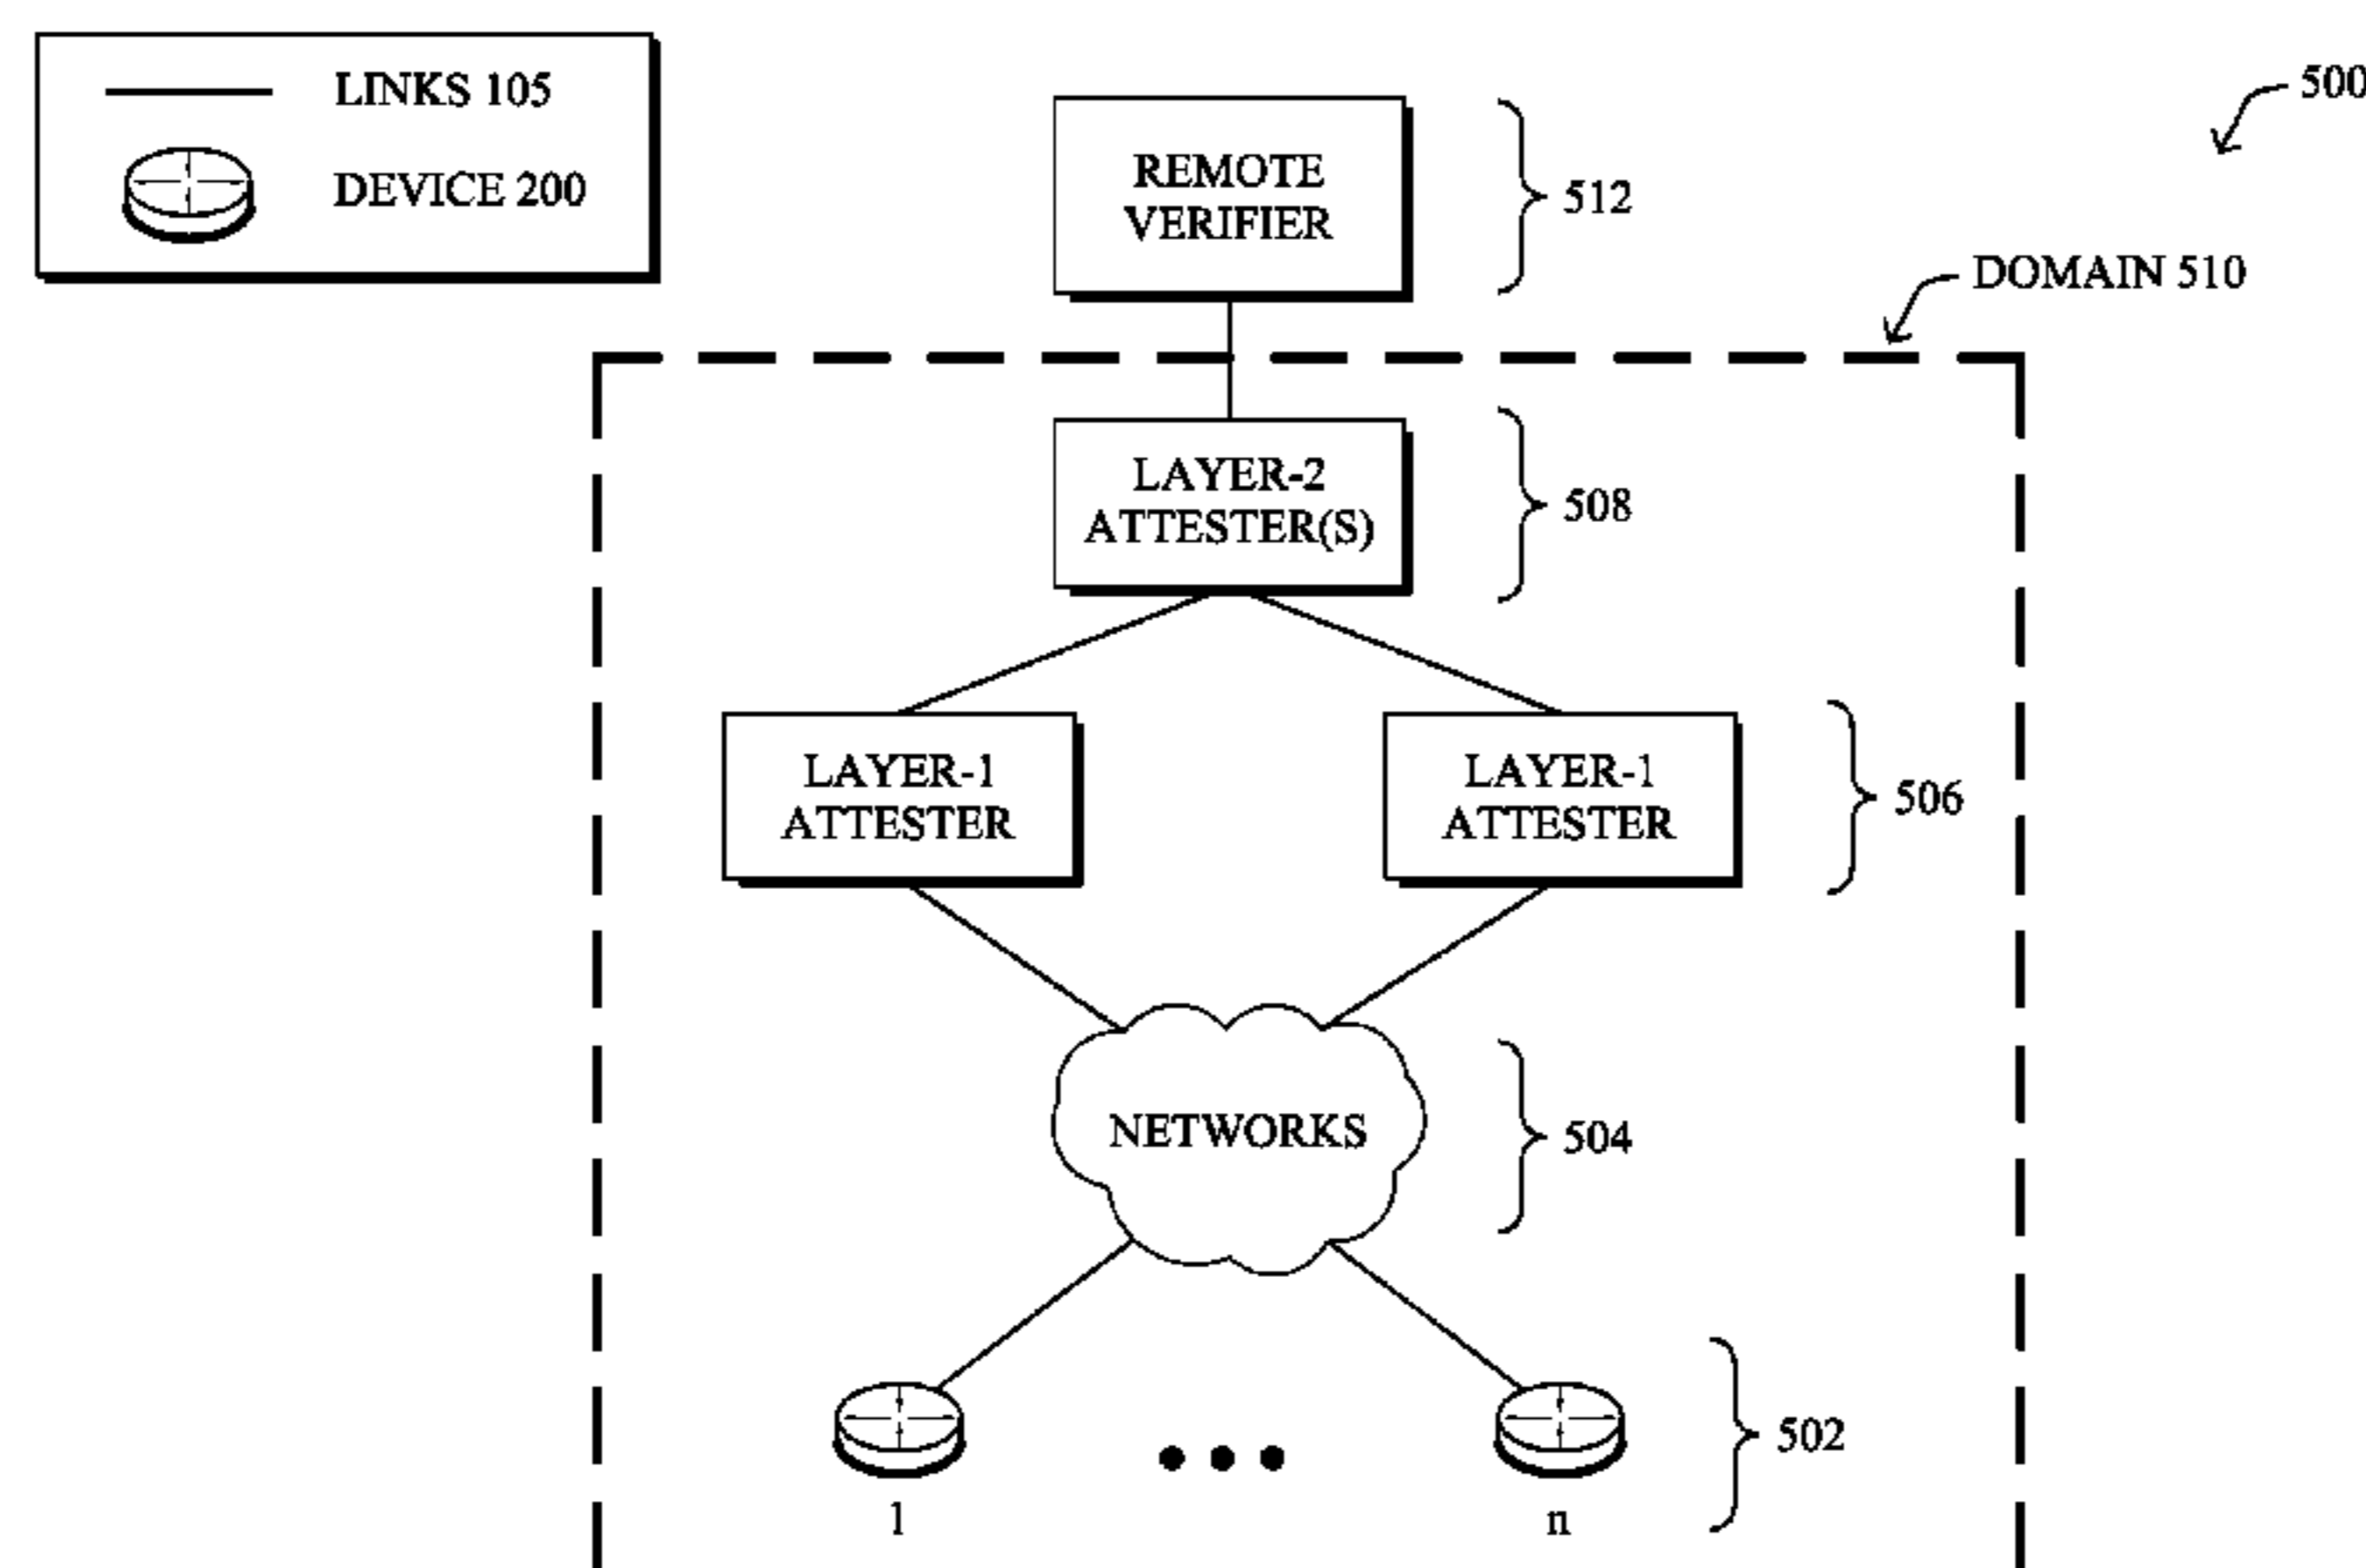 LINKS 105
DEVICE 200
500
REMOTE
VERIFIER
512
DOMAIN 510
LAYER-2
ATTESTER(S)
508
LAYER-1
ATTESTER
LAYER-1
ATTESTER
506
NETWORKS
504
502
1
n